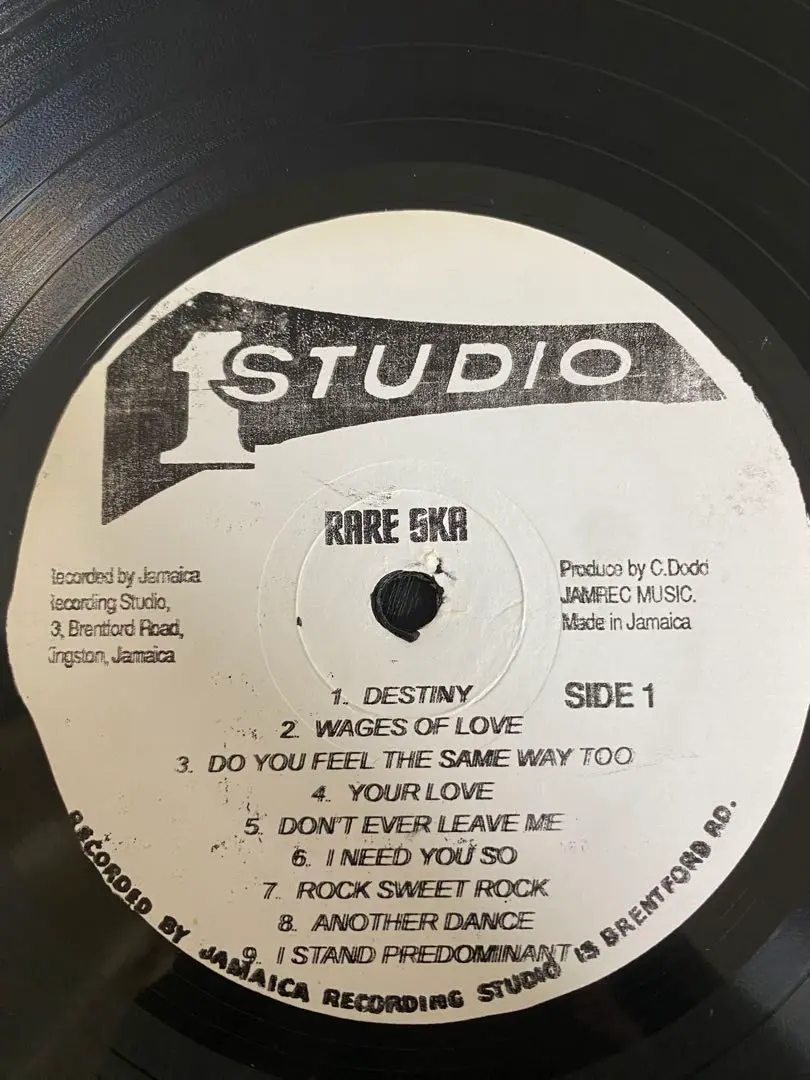 1 STUDIO
RARE SKA
Recorded by Jamaica
Recording Studio,
3, Brentford Road,
Kingston, Jamaica
Produce by C.Dodd
JAMREC MUSIC.
Made in Jamaica
SIDE 1
1. DESTINY
2. WAGES OF LOVE
3. DO YOU FEEL THE SAME WAY TOO
4. YOUR LOVE
5. DON'T EVER LEAVE ME
6. I NEED YOU SO
7. ROCK SWEET ROCK
8. ANOTHER DANCE
9. I STAND PREDOMINANT
RECORDED BY JAMAICA RECORDING STUDIO 13 BRENTFORD RD.